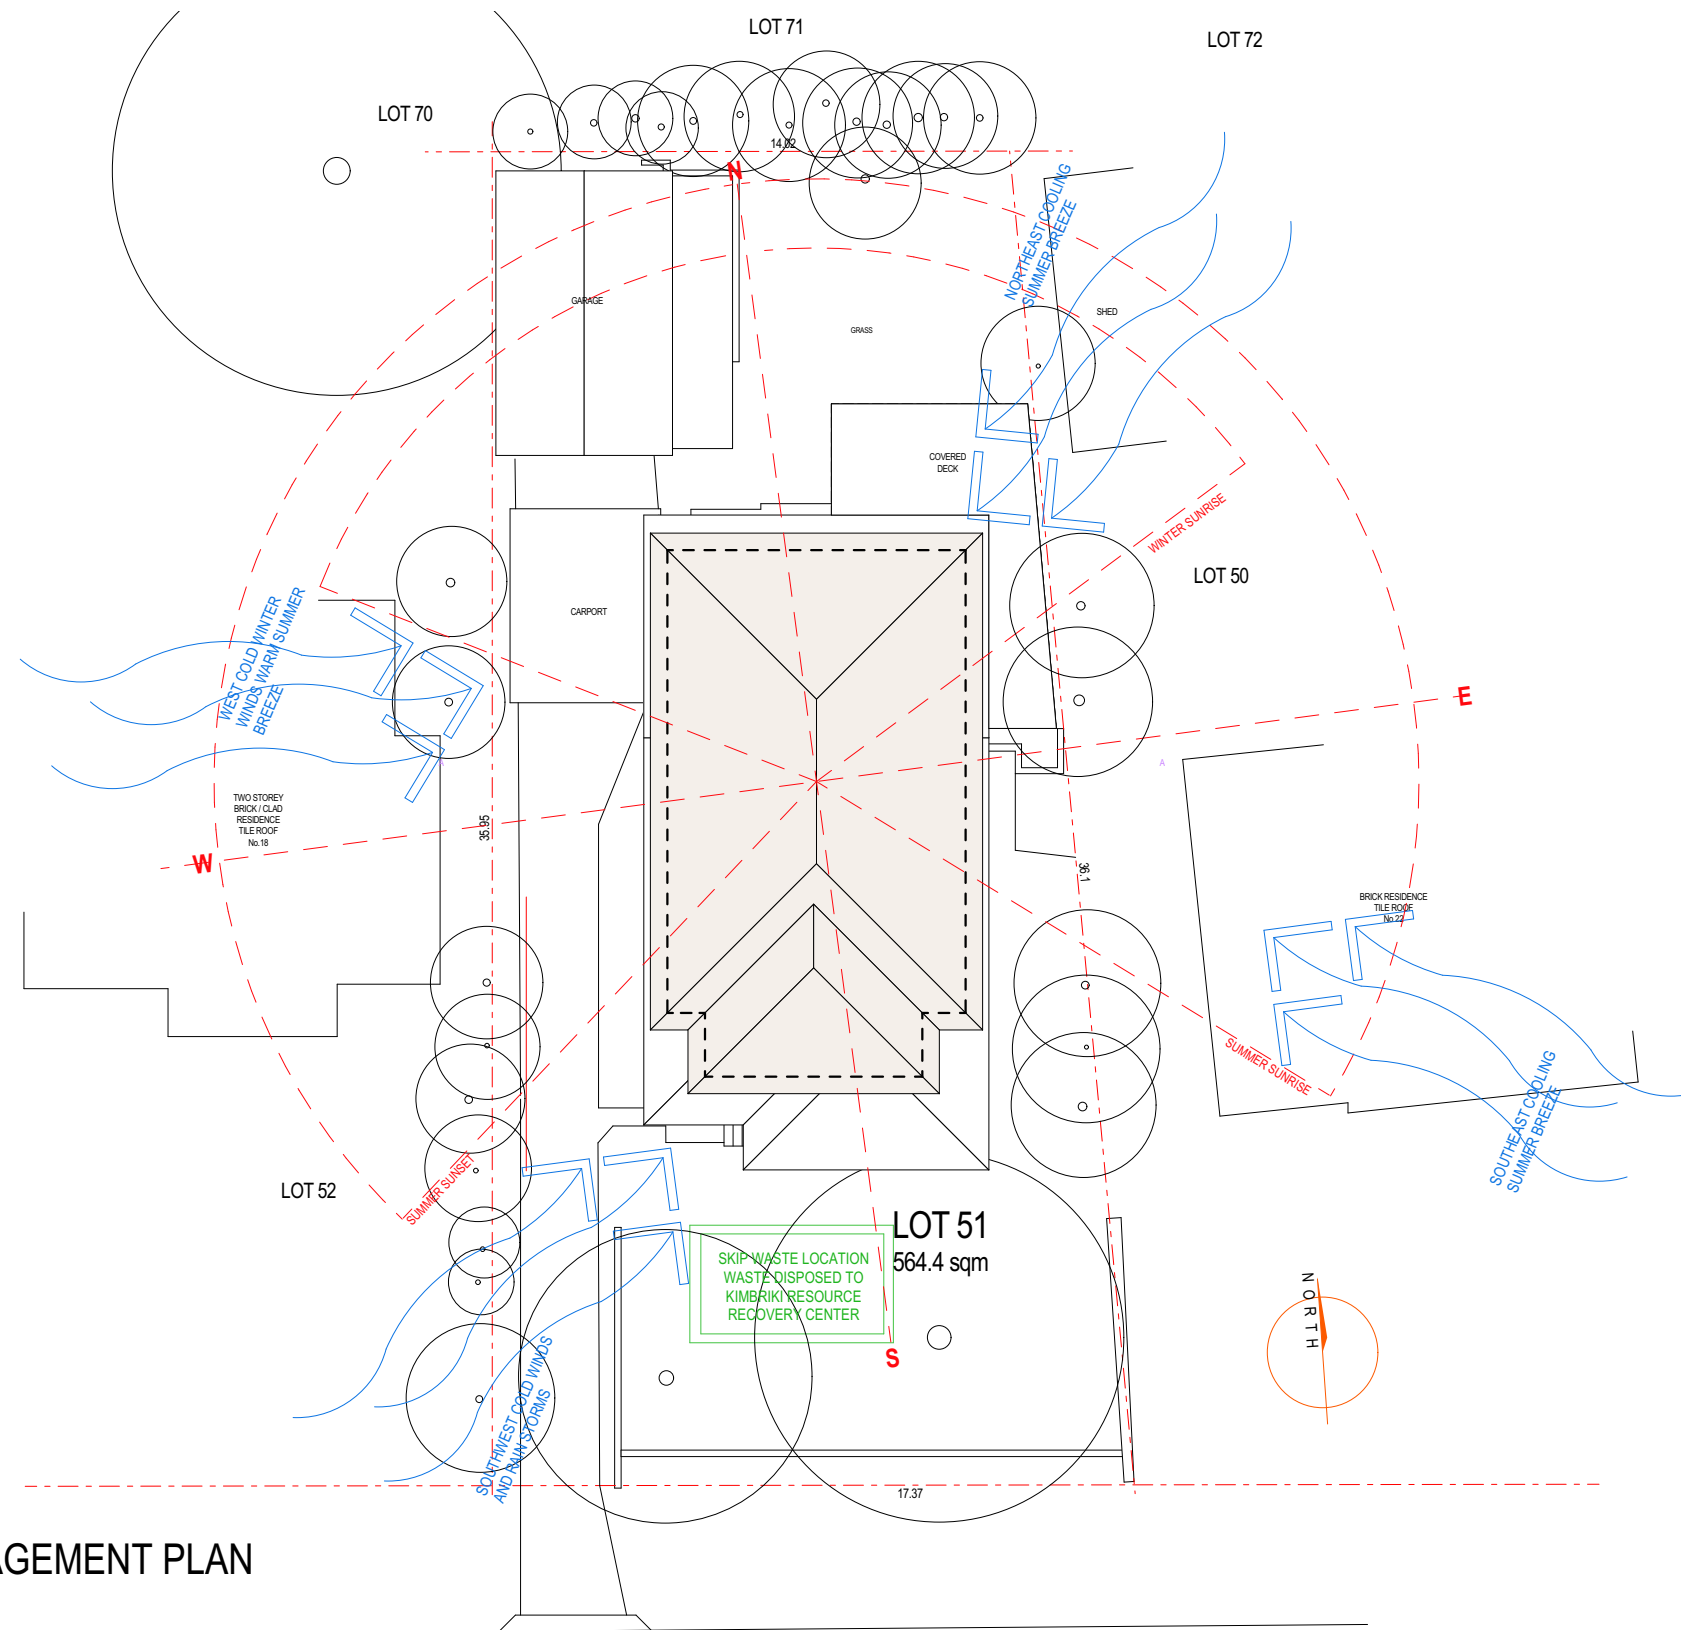 LOT 71
LOT 72
LOT 70
14.02
N
NORTHEAST COOLING
SUMMER BREEZE
GARAGE
GRASS
SHED
COVERED
DECK
WINTER SUNRISE
LOT 50
CARPORT
WEST COLD WINTER
WINDS WARM SUMMER
BREEZE
E
A
A
TWO STOREY
BRICK / CLAD
RESIDENCE
TILE ROOF
No.18
35.95
W
36.1
BRICK RESIDENCE
TILE ROOF
No.22
SUMMER SUNRISE
SOUTHEAST COOLING
SUMMER BREEZE
SUMMER SUNSET
LOT 52
LOT 51
564.4 sqm
SKIP WASTE LOCATION
WASTE DISPOSED TO
KIMBRIKI RESOURCE
RECOVERY CENTER
S
NORTH
SOUTHWEST COLD WINDS
AND RAIN STORMS
17.37
AGEMENT PLAN